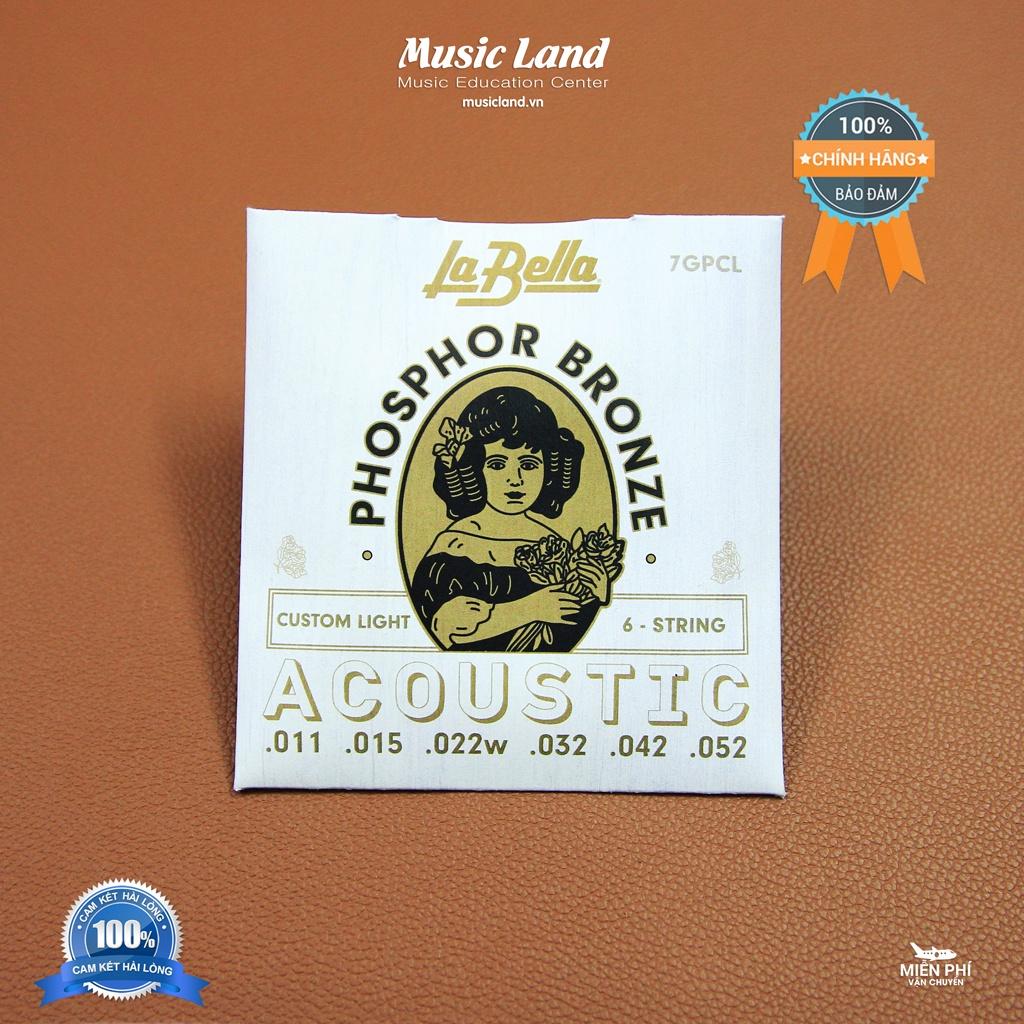 Music Land
Music Education Center
musicland.vn
100%
CHÍNH HÃNG
BẢO ĐẢM
La Bella
7GPCL
PHOSPHOR BRONZE
CUSTOM LIGHT
6 - STRING
ACOUSTIC
.011 .015 .022w .032 .042 .052
CAM KẾT HÀI LÒNG
100%
CAM KẾT HÀI LÒNG
MIỄN PHÍ
VẬN CHUYỂN